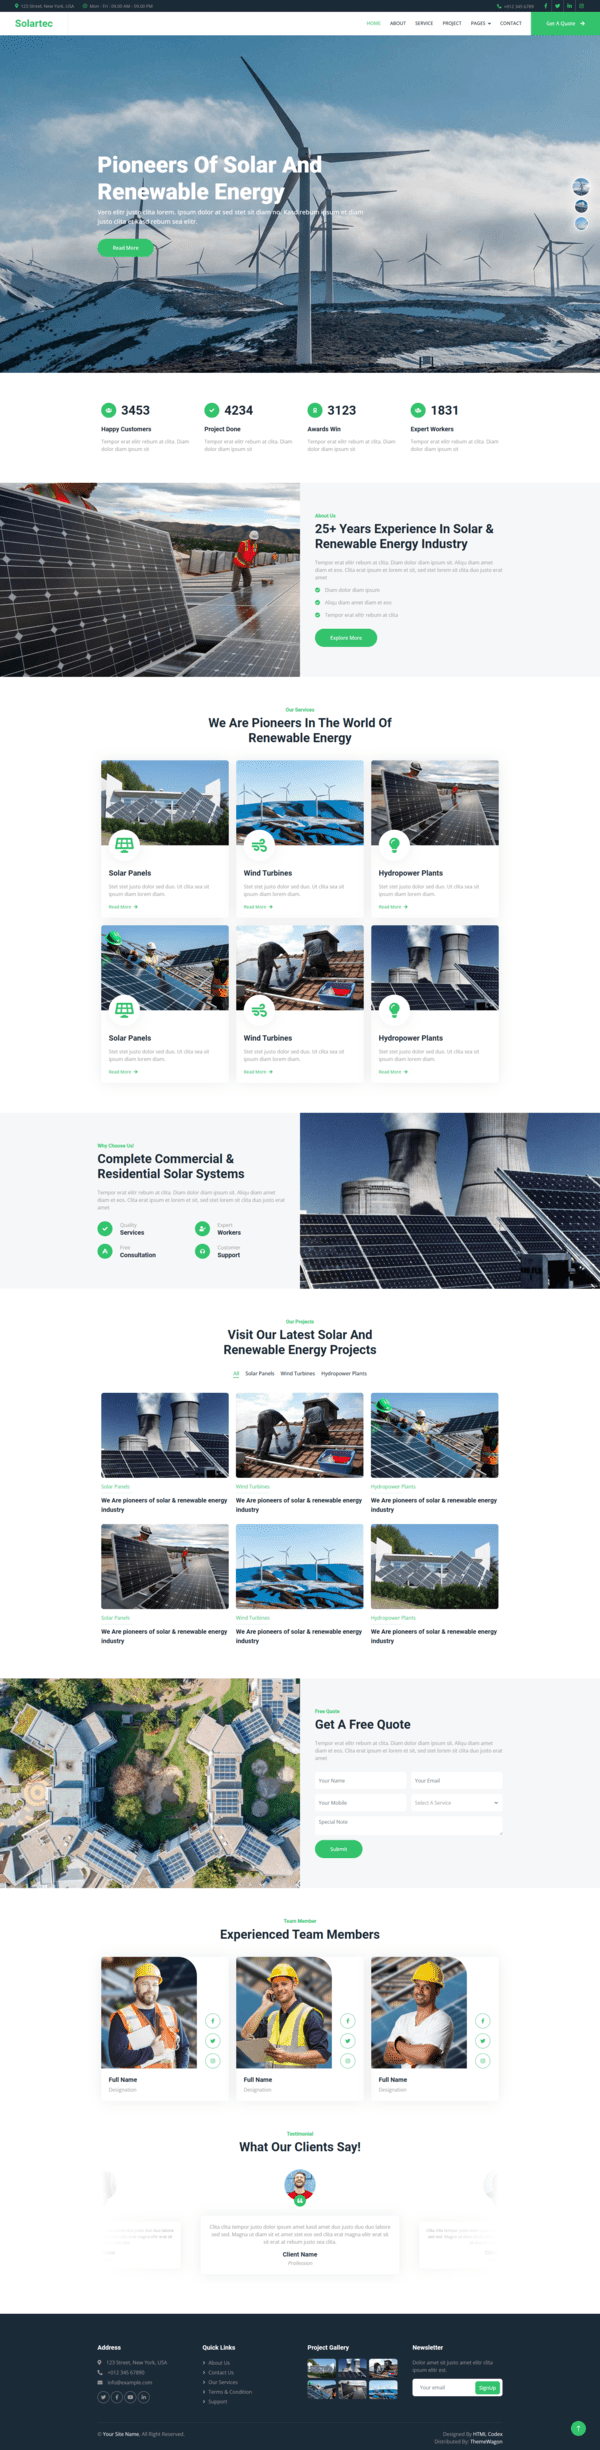 123 Street, New York, USA Mon - Fri : 09.00 AM - 09.00 PM +012 345 6789
Solartec HOME ABOUT SERVICE PROJECT PAGES CONTACT Get A Quote
Pioneers Of Solar And
Renewable Energy
Vero elitr justo clita lorem. Ipsum dolor at sed stet sit diam no. Kasd rebum ipsum et diam
justo clita et kasd rebum sea elitr.
Read More
3453 4234 3123 1831
Happy Customers Project Done Awards Win Expert Workers
Tempor erat elitr rebum at clita. Diam Tempor erat elitr rebum at clita. Diam Tempor erat elitr rebum at clita. Diam Tempor erat elitr rebum at clita. Diam
dolor diam ipsum sit dolor diam ipsum sit dolor diam ipsum sit dolor diam ipsum sit
About Us
25+ Years Experience In Solar &
Renewable Energy Industry
Tempor erat elitr rebum at clita. Diam dolor diam ipsum sit. Aliqu diam amet
diam et eos. Clita erat ipsum et lorem et sit, sed stet lorem sit clita duo justo erat
amet
Diam dolor diam ipsum
Aliqu diam amet diam et eos
Tempor erat elitr rebum at clita
Explore More
Our Services
We Are Pioneers In The World Of
Renewable Energy
Solar Panels Wind Turbines Hydropower Plants
Stet stet justo dolor sed duo. Ut clita sea sit Stet stet justo dolor sed duo. Ut clita sea sit Stet stet justo dolor sed duo. Ut clita sea sit
ipsum diam lorem diam. ipsum diam lorem diam. ipsum diam lorem diam.
Read More Read More Read More
Solar Panels Wind Turbines Hydropower Plants
Stet stet justo dolor sed duo. Ut clita sea sit Stet stet justo dolor sed duo. Ut clita sea sit Stet stet justo dolor sed duo. Ut clita sea sit
ipsum diam lorem diam. ipsum diam lorem diam. ipsum diam lorem diam.
Read More Read More Read More
Why Choose Us!
Complete Commercial &
Residential Solar Systems
Tempor erat elitr rebum at clita. Diam dolor diam ipsum sit. Aliqu diam amet
diam et eos. Clita erat ipsum et lorem et sit, sed stet lorem sit clita duo justo erat
amet
Quality Expert
Services Workers
Free Customer
Consultation Support
Our Projects
Visit Our Latest Solar And
Renewable Energy Projects
All Solar Panels Wind Turbines Hydropower Plants
Solar Panels Wind Turbines Hydropower Plants
We Are pioneers of solar & renewable energy We Are pioneers of solar & renewable energy We Are pioneers of solar & renewable energy
industry industry industry
Solar Panels Wind Turbines Hydropower Plants
We Are pioneers of solar & renewable energy We Are pioneers of solar & renewable energy We Are pioneers of solar & renewable energy
industry industry industry
Free Quote
Get A Free Quote
Tempor erat elitr rebum at clita. Diam dolor diam ipsum sit. Aliqu diam amet diam et
eos. Clita erat ipsum et lorem et sit, sed stet lorem sit clita duo justo erat
amet
Your Name Your Email
Your Mobile Select A Service
Special Note
Submit
Team Member
Experienced Team Members
Full Name Full Name Full Name
Designation Designation Designation
Testimonial
What Our Clients Say!
Clita clita tempor justo dolor ipsum amet kasd amet duo justo duo duo labore
sed sed. Magna ut diam sit et amet stet eos sed clita erat magna elitr erat sit
sit erat at rebum justo sea clita.
Client Name
Profession
Address Quick Links Project Gallery Newsletter
123 Street, New York, USA About Us Dolor amet sit justo amet elitr clita
+012 345 67890 Contact Us ipsum elitr est.
info@example.com Our Services Your email SignUp
Terms & Condition
Support
© Your Site Name, All Right Reserved. Designed By HTML Codex
Distributed By: ThemeWagon